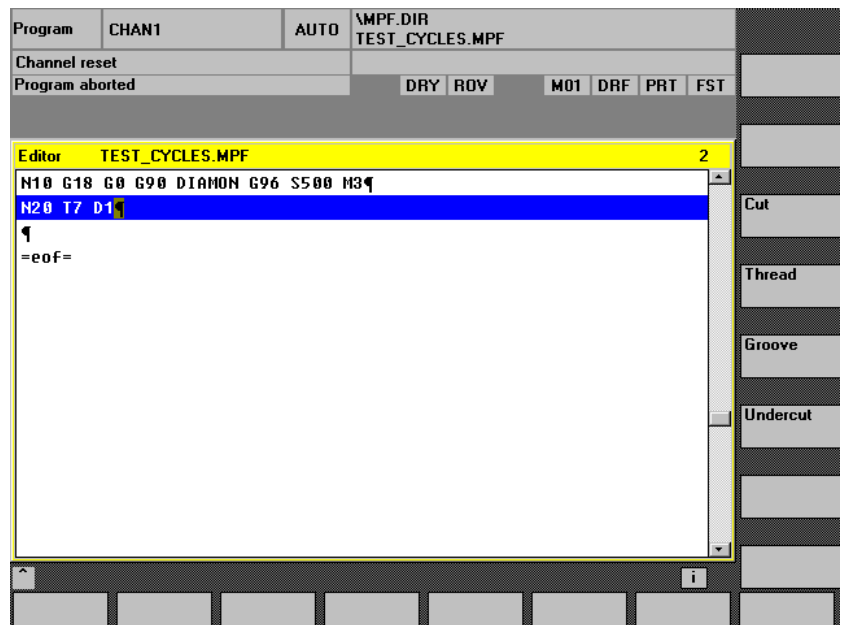 Program CHAN1 AUTO \MPF.DIR
TEST_CYCLES.MPF
Channel reset
Program aborted DRY ROV M01 DRF PRT FST
Editor TEST_CYCLES.MPF 2
N10 G18 G0 G90 DIAMON G96 S500 M3¶
N20 T7 D1¶
¶
=eof=
Cut
Thread
Groove
Undercut
^ i